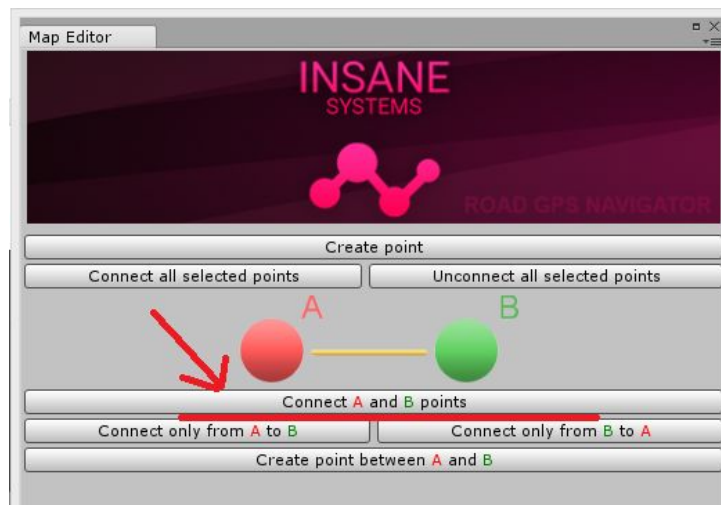 Map Editor
INSANE
SYSTEMS
ROAD GPS NAVIGATOR
Create point
Connect all selected points
Unconnect all selected points
A
B
Connect A and B points
Connect only from A to B
Connect only from B to A
Create point between A and B